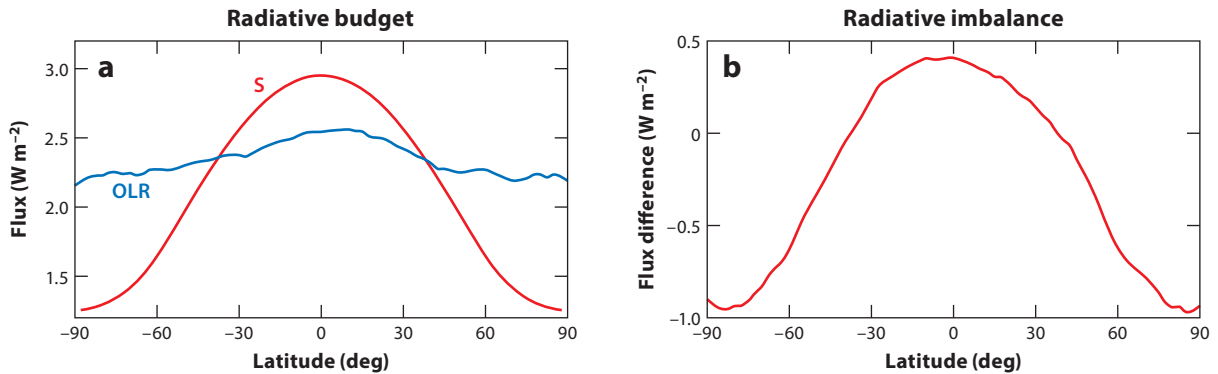 Radiative budget
a
S
OLR
3.0
2.5
2.0
1.5
Flux (W m⁻²)
−90
−60
−30
0
30
60
90
Latitude (deg)
Radiative imbalance
b
0.5
0
−0.5
−1.0
Flux difference (W m⁻²)
−90
−60
−30
0
30
60
90
Latitude (deg)